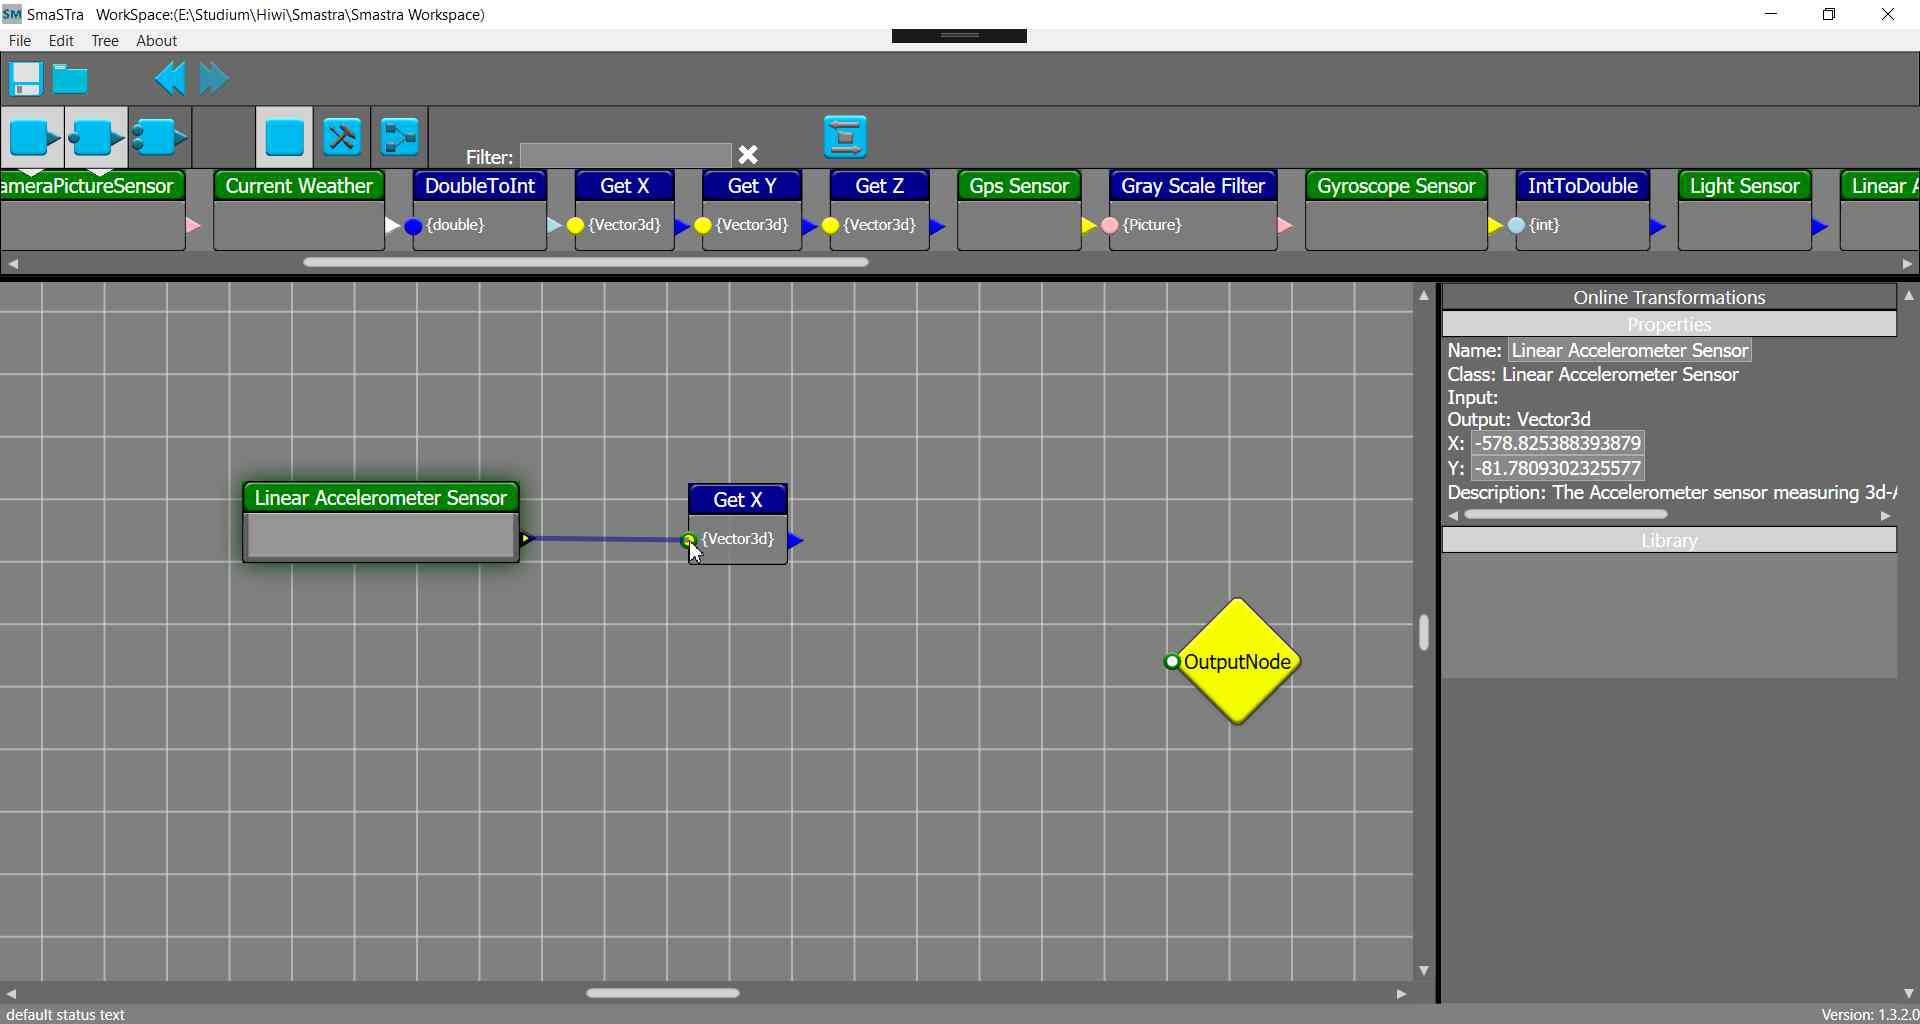 SM SmaSTra WorkSpace:(E:\Studium\Hiwi\Smastra\Smastra Workspace)
File Edit Tree About
Filter:
ameraPictureSensor Current Weather DoubleToInt Get X Get Y Get Z Gps Sensor Gray Scale Filter Gyroscope Sensor IntToDouble Light Sensor Linear
{double} {Vector3d} {Vector3d} {Vector3d} {Picture} {int}
Online Transformations
Properties
Name: Linear Accelerometer Sensor
Class: Linear Accelerometer Sensor
Input:
Output: Vector3d
X: -578.825388393879
Y: -81.7809302325577
Description: The Accelerometer sensor measuring 3d-
Library
Linear Accelerometer Sensor
Get X
{Vector3d}
OutputNode
default status text
Version: 1.3.2.0